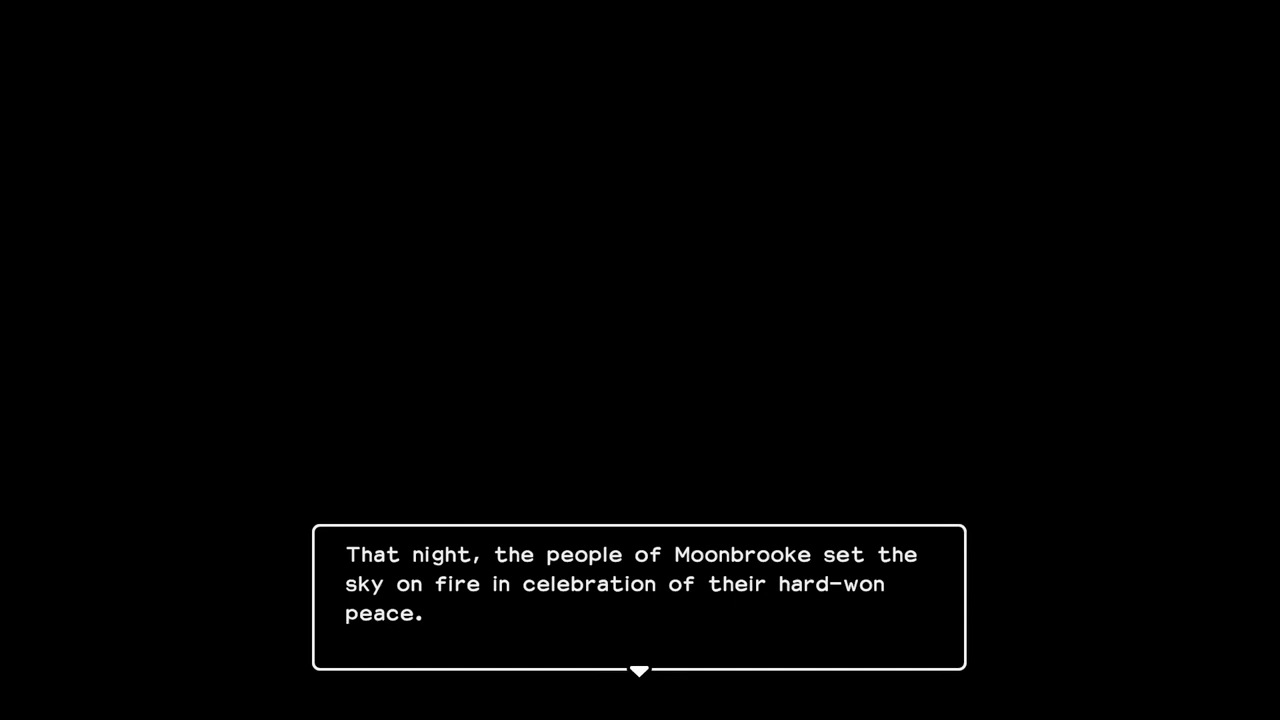 That night, the people of Moonbrooke set the
sky on fire in celebration of their hard-won
peace.